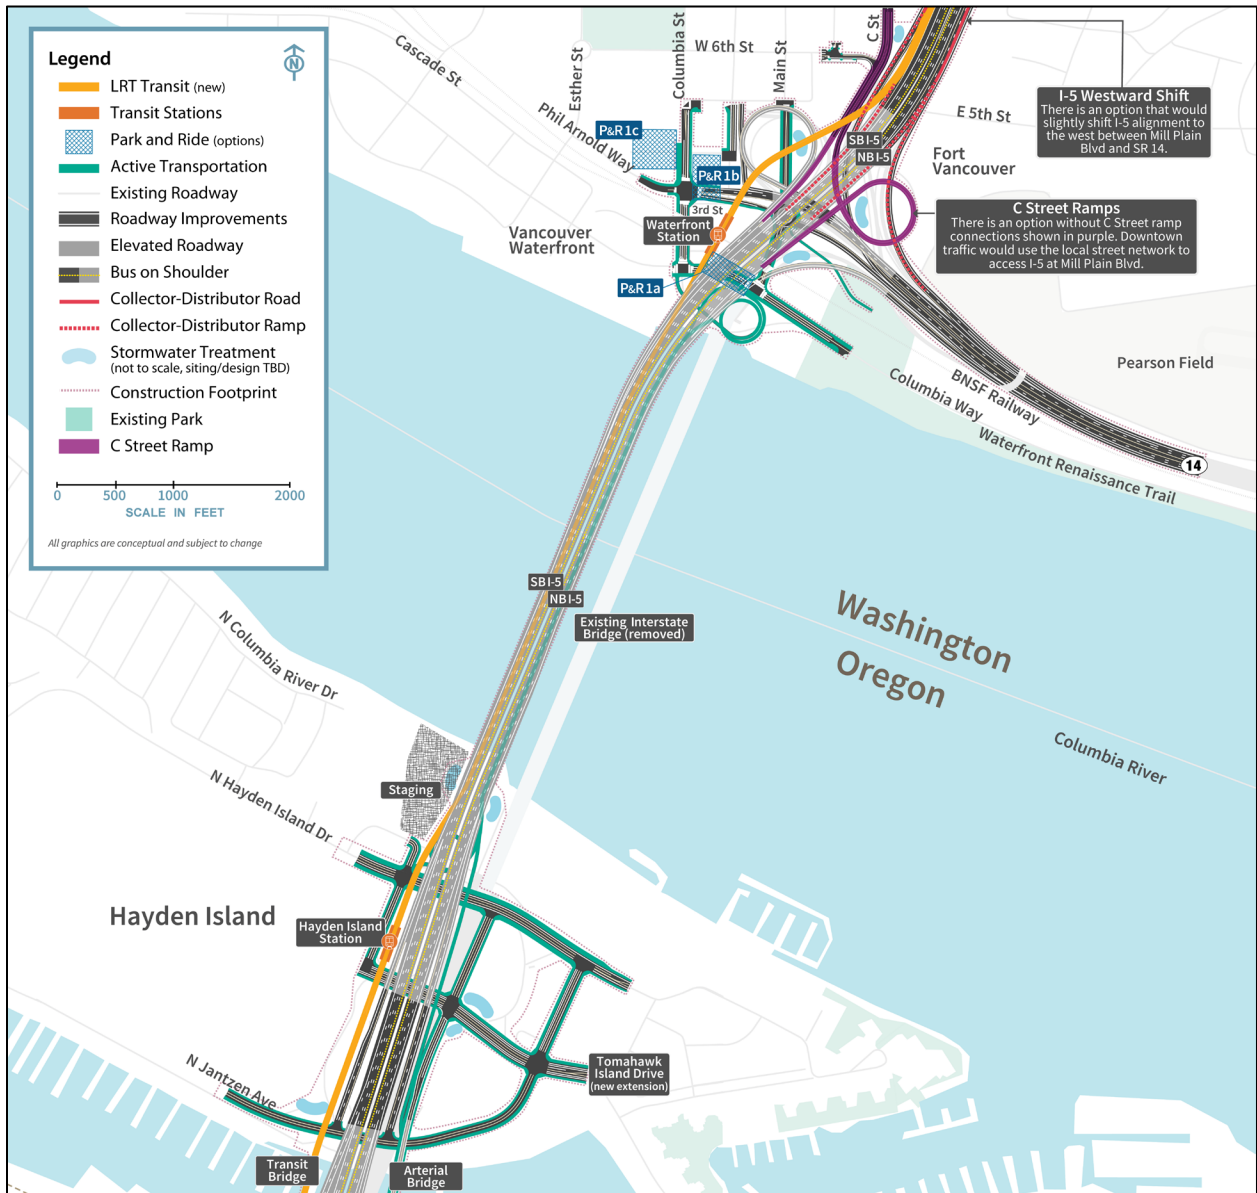 Legend
N
LRT Transit (new)
Transit Stations
Park and Ride (options)
Active Transportation
Existing Roadway
Roadway Improvements
Elevated Roadway
Bus on Shoulder
Collector-Distributor Road
Collector-Distributor Ramp
Stormwater Treatment
(not to scale, siting/design TBD)
Construction Footprint
Existing Park
C Street Ramp
0 500 1000 2000
SCALE IN FEET
All graphics are conceptual and subject to change
Cascade St
Esther St
Columbia St
W 6th St
Main St
C St
Phil Arnold Way
P&R 1c
P&R 1b
3rd St
Waterfront
Station
Vancouver
Waterfront
P&R 1a
SB I-5
NB I-5
E 5th St
Fort
Vancouver
I-5 Westward Shift
There is an option that would
slightly shift I-5 alignment to
the west between Mill Plain
Blvd and SR 14.
C Street Ramps
There is an option without C Street ramp
connections shown in purple. Downtown
traffic would use the local street network to
access I-5 at Mill Plain Blvd.
Pearson Field
BNSF Railway
Columbia Way
Waterfront Renaissance Trail
14
SB I-5
NB I-5
Existing Interstate
Bridge (removed)
Washington
Oregon
Columbia River
N Columbia River Dr
N Hayden Island Dr
Staging
Hayden Island
Hayden Island
Station
N Jantzen Ave
Tomahawk
Island Drive
(new extension)
Transit
Bridge
Arterial
Bridge